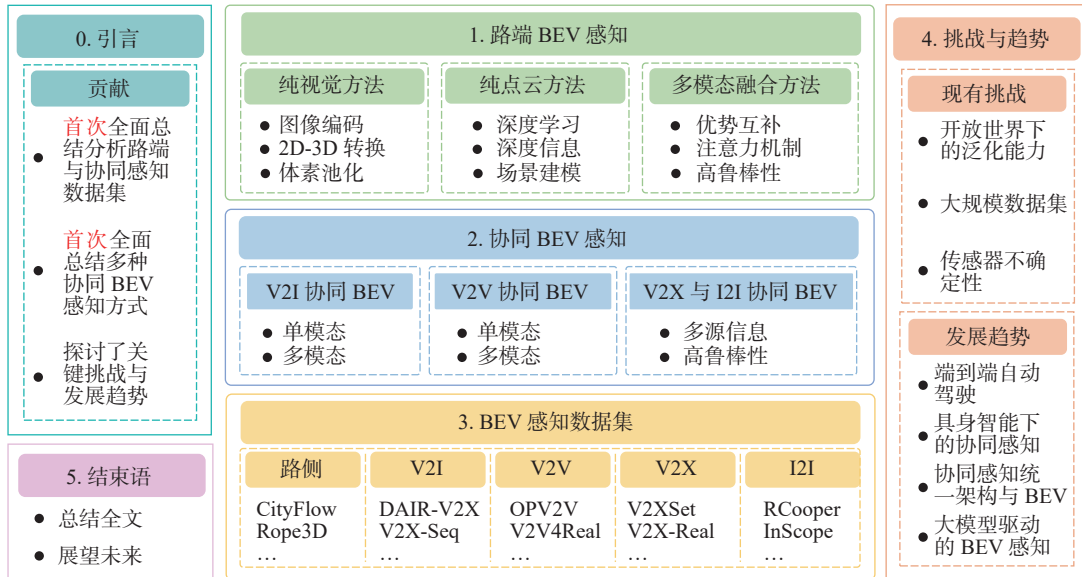 0. 引言
贡献
● 首次全面总
结分析路端
与协同感知
数据集
● 首次全面
总结多种
协同 BEV
感知方式
● 探讨了关
键挑战与
发展趋势
1. 路端 BEV 感知
纯视觉方法
● 图像编码
● 2D-3D 转换
● 体素池化
纯点云方法
● 深度学习
● 深度信息
● 场景建模
多模态融合方法
● 优势互补
● 注意力机制
● 高鲁棒性
2. 协同 BEV 感知
V2I 协同 BEV
● 单模态
● 多模态
V2V 协同 BEV
● 单模态
● 多模态
V2X 与 I2I 协同 BEV
● 多源信息
● 高鲁棒性
3. BEV 感知数据集
路侧
CityFlow
Rope3D
…
V2I
DAIR-V2X
V2X-Seq
…
V2V
OPV2V
V2V4Real
…
V2X
V2XSet
V2X-Real
…
I2I
RCooper
InScope
…
4. 挑战与趋势
现有挑战
● 开放世界下
的泛化能力
● 大规模数据集
● 传感器不确
定性
发展趋势
● 端到端自动
驾驶
● 具身智能下
的协同感知
● 协同感知统
一架构与 BEV
● 大模型驱动
的 BEV 感知
5. 结束语
● 总结全文
● 展望未来